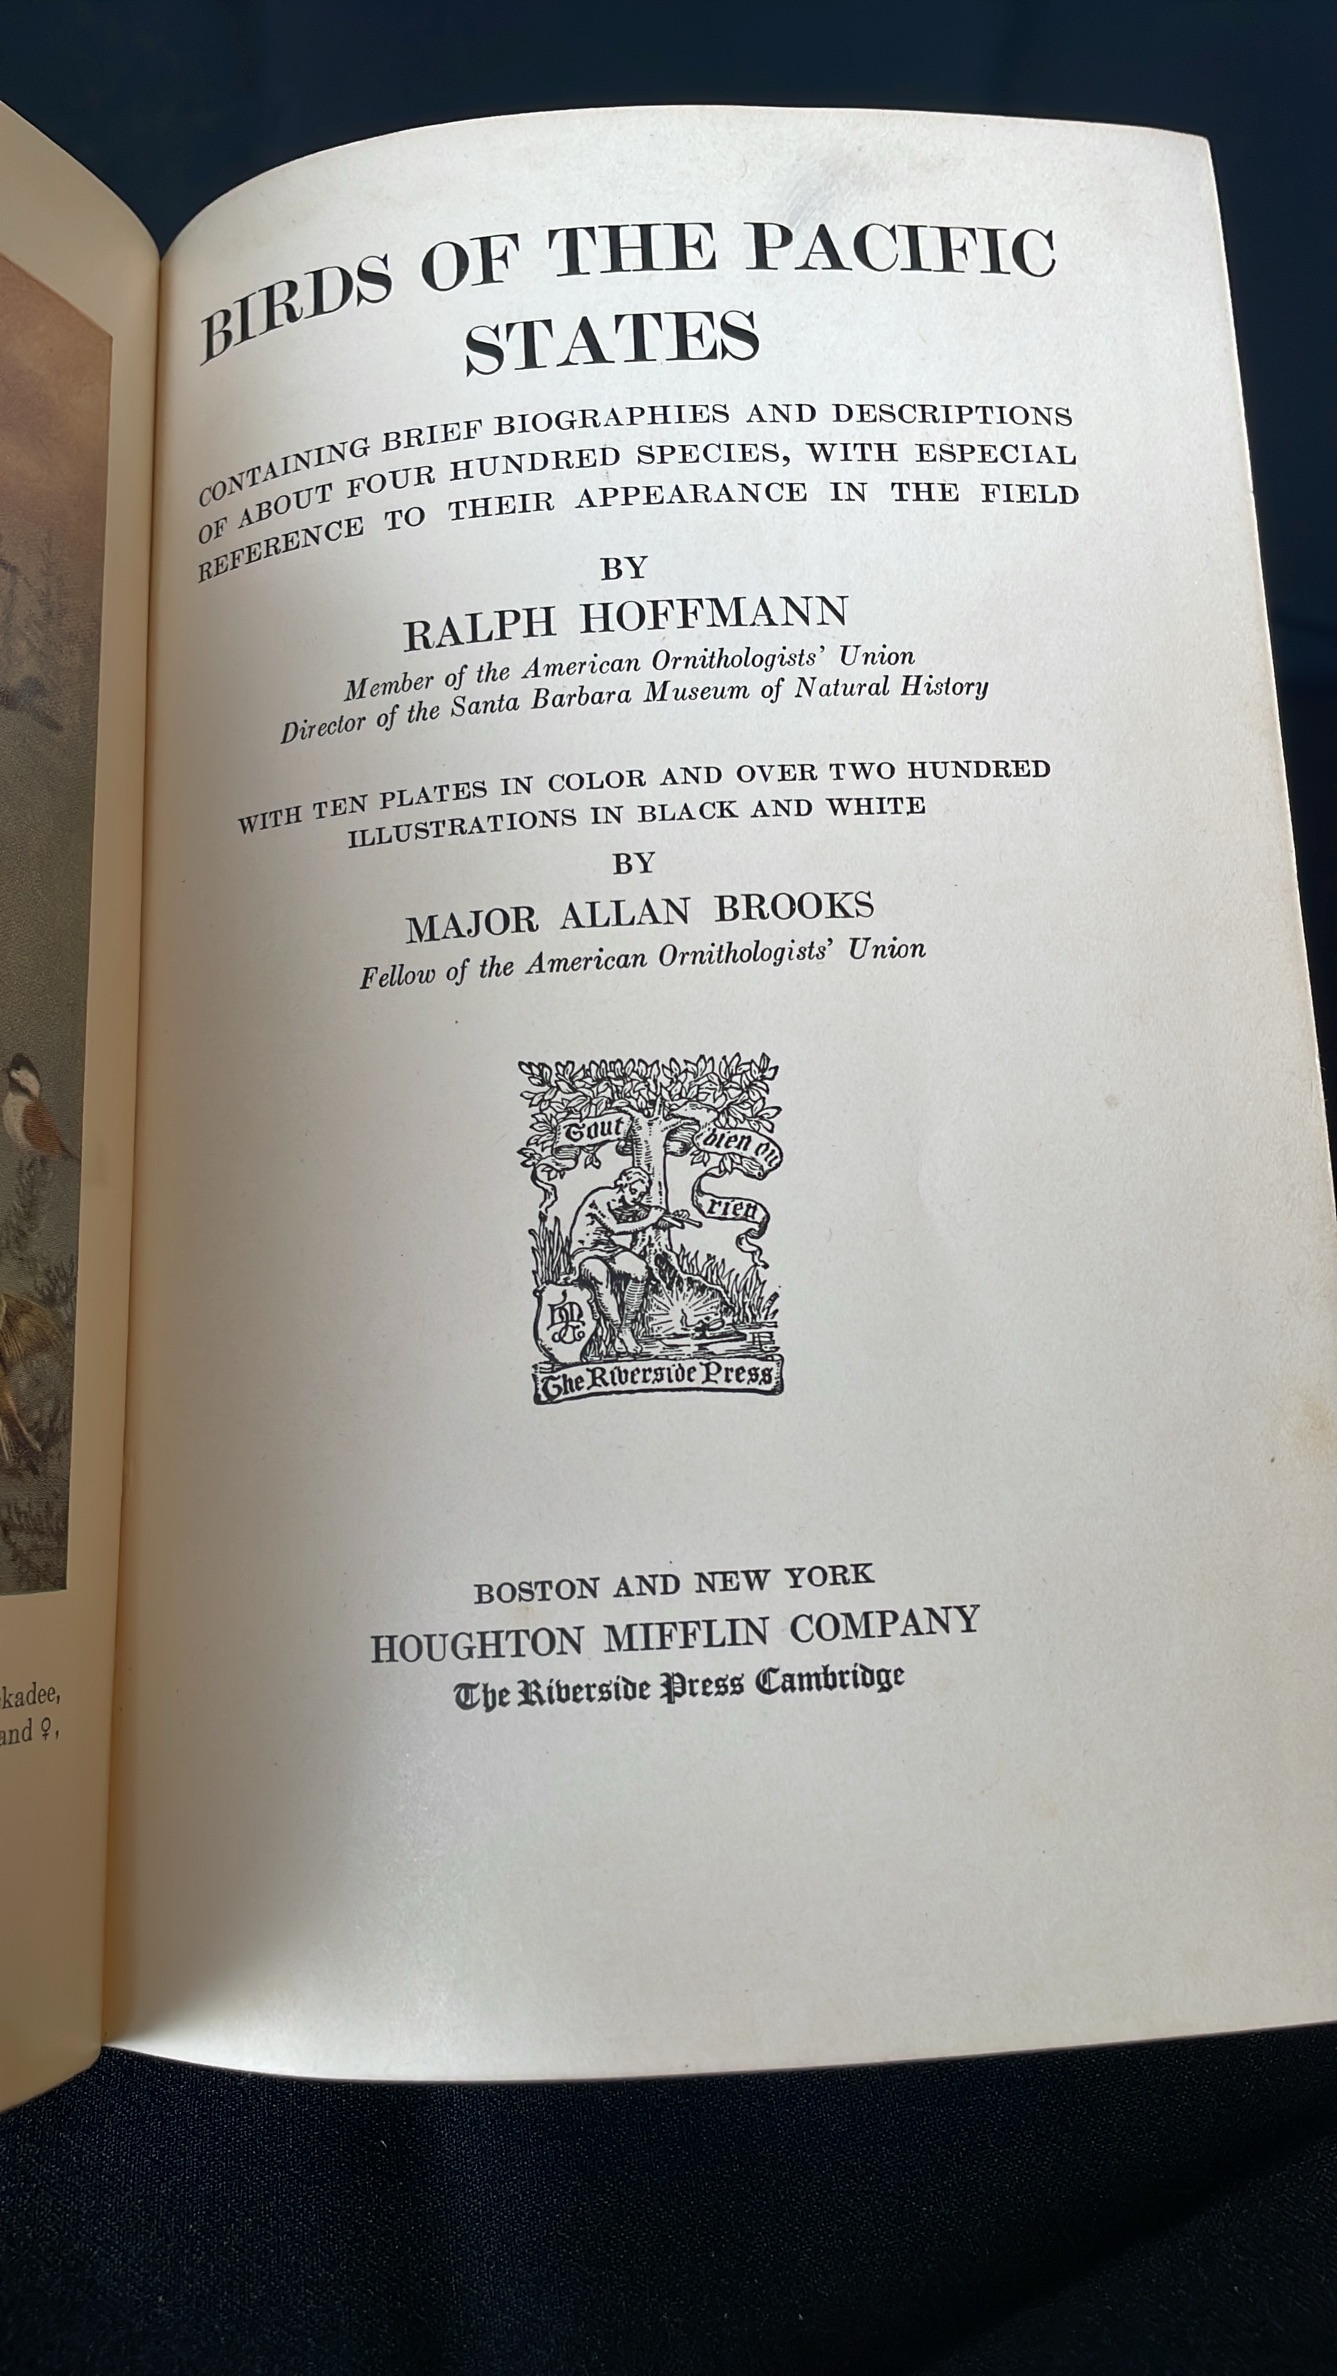 BIRDS OF THE PACIFIC
STATES
CONTAINING BRIEF BIOGRAPHIES AND DESCRIPTIONS
OF ABOUT FOUR HUNDRED SPECIES, WITH ESPECIAL
REFERENCE TO THEIR APPEARANCE IN THE FIELD
BY
RALPH HOFFMANN
Member of the American Ornithologists' Union
Director of the Santa Barbara Museum of Natural History
WITH TEN PLATES IN COLOR AND OVER TWO HUNDRED
ILLUSTRATIONS IN BLACK AND WHITE
BY
MAJOR ALLAN BROOKS
Fellow of the American Ornithologists' Union
Tout
bien ou
rien
The Riverside Press
BOSTON AND NEW YORK
HOUGHTON MIFFLIN COMPANY
The Riverside Press Cambridge
kadee,
and ♀,